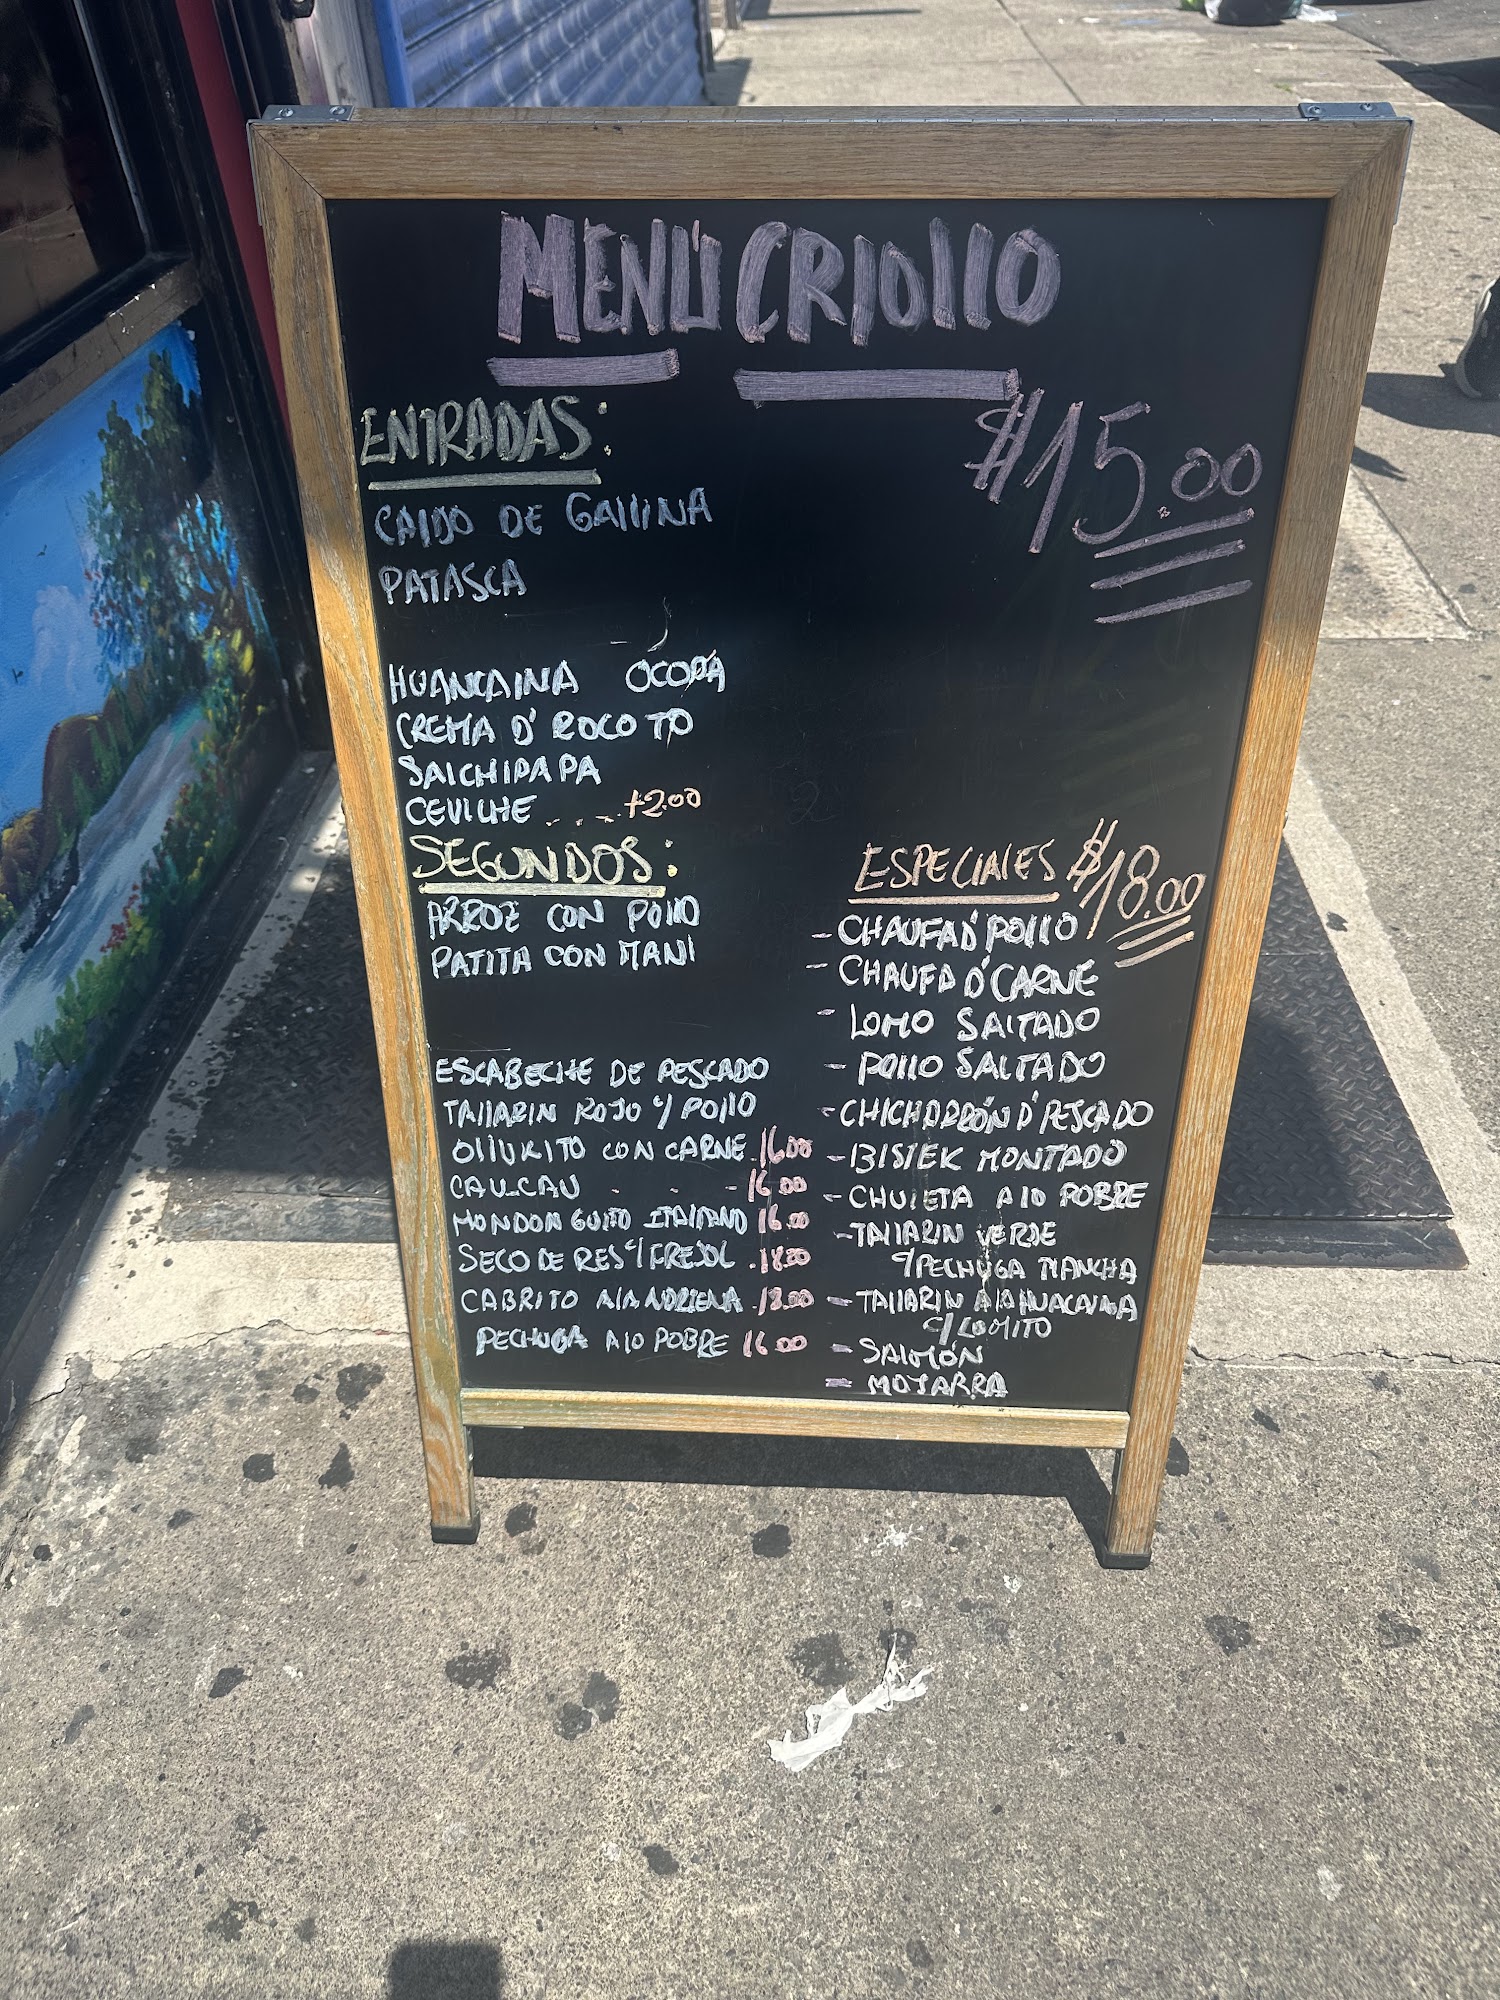 MENÚ CRIOLLO
$15.00
ENTRADAS:
CALDO DE GALLINA
PATASCA
HUANCAINA OCOPA
CREMA D' ROCOTO
SALCHIPAPA
CEVICHE .... +2.00
SEGUNDOS:
ARROZ CON POLLO
PATITA CON MANI
ESCABECHE DE PESCADO
TALLARIN ROJO C/ POLLO
OLLUKITO CON CARNE . 16.00
CAU-CAU - - - 16.00
MONDONGUITO ITALIANO 16.00
SECO DE RES C/ FREJOL . 18.00
CABRITO A LA NORTEÑA . 18.00
PECHUGA A LO POBRE 16.00
ESPECIALES $18.00
- CHAUFA D' POLLO
- CHAUFA D' CARNE
- LOMO SALTADO
- POLLO SALTADO
- CHICHARRÓN D' PESCADO
- BISTEK MONTADO
- CHULETA A LO POBRE
- TALLARIN VERDE
C/ PECHUGA PLANCHA
- TALLARIN A LA HUACAINA
C/ LOMITO
- SALMÓN
- MOJARRA